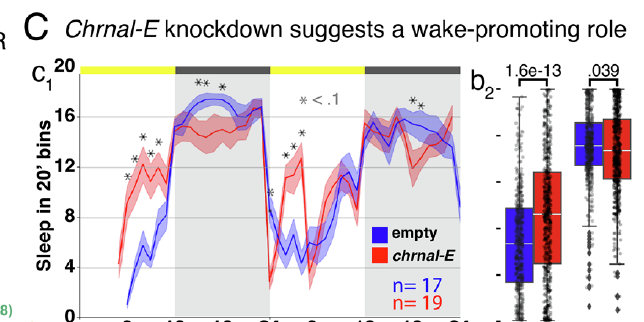 R
C Chrnal-E knockdown suggests a wake-promoting role
c1
b2
20
16
12
8
4
0
Sleep in 20' bins
*< .1
1.6e-13
.039
empty
chrnal-E
n= 17
n= 19
8)